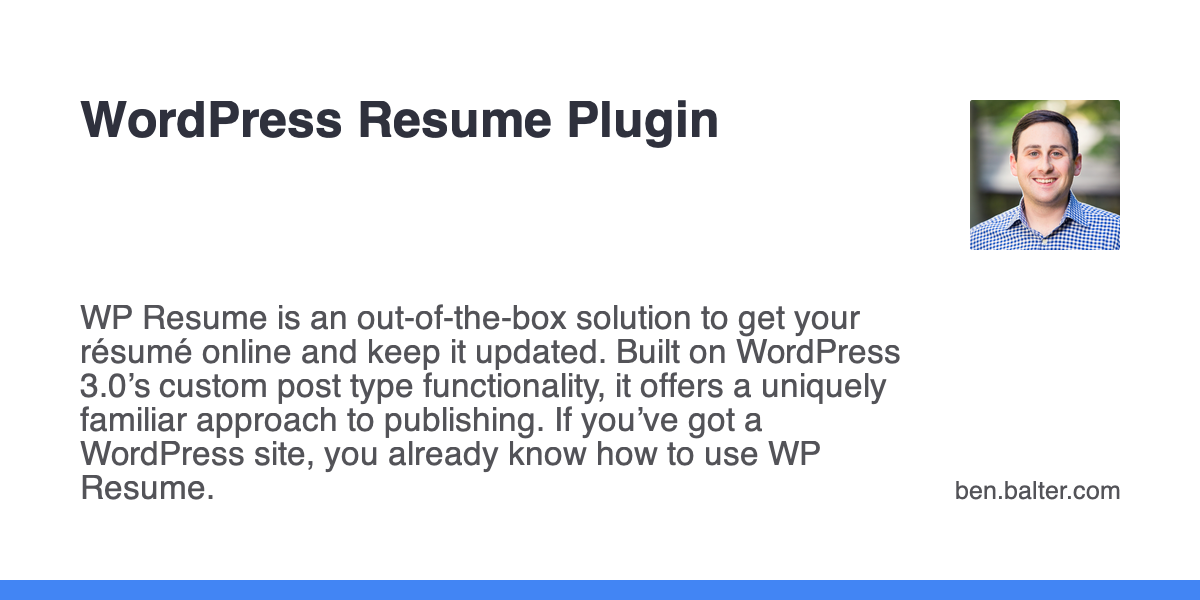 WordPress Resume Plugin
WP Resume is an out-of-the-box solution to get your
résumé online and keep it updated. Built on WordPress
3.0’s custom post type functionality, it offers a uniquely
familiar approach to publishing. If you’ve got a
WordPress site, you already know how to use WP
Resume.
ben.balter.com